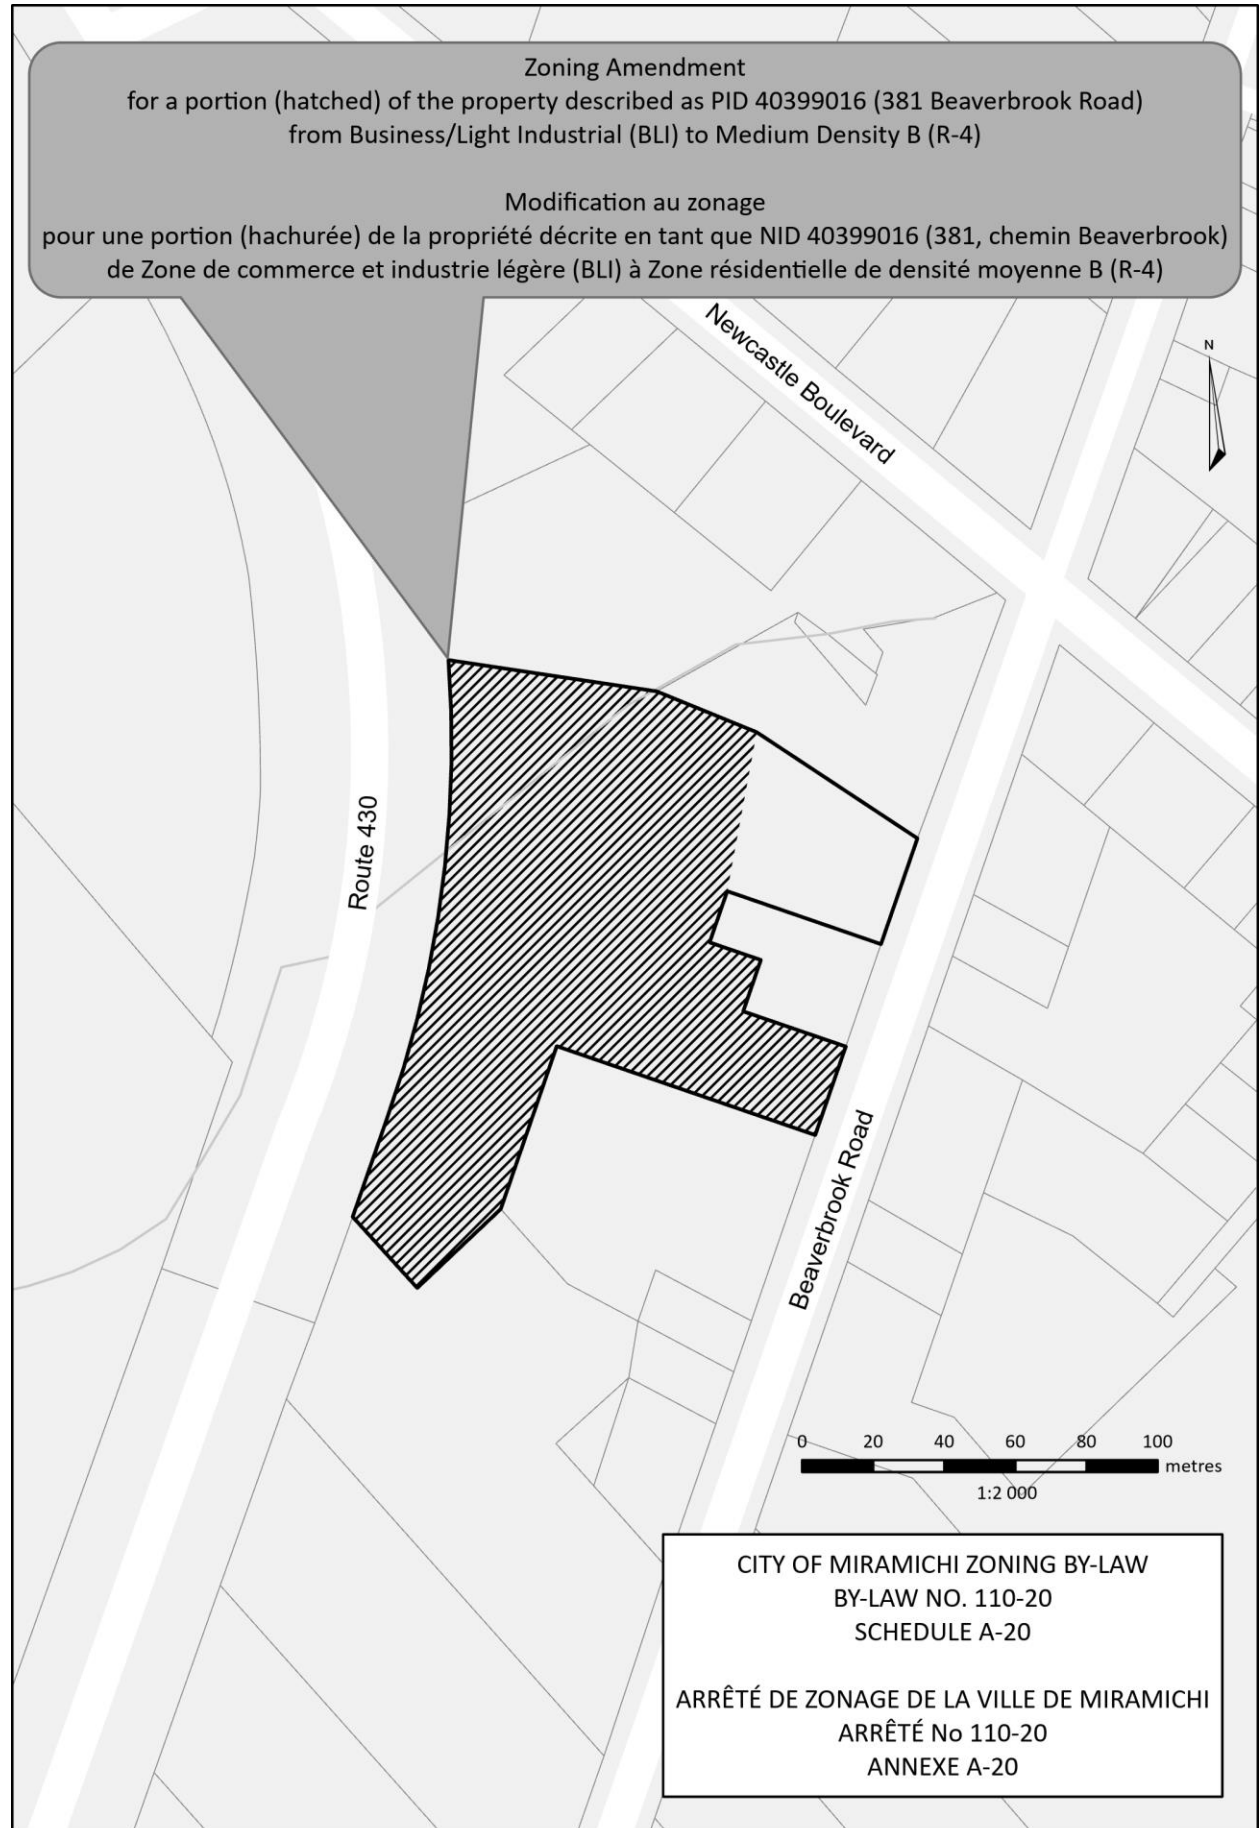 Zoning Amendment
for a portion (hatched) of the property described as PID 40399016 (381 Beaverbrook Road)
from Business/Light Industrial (BLI) to Medium Density B (R-4)
Modification au zonage
pour une portion (hachurée) de la propriété décrite en tant que NID 40399016 (381, chemin Beaverbrook)
de Zone de commerce et industrie légère (BLI) à Zone résidentielle de densité moyenne B (R-4)
Newcastle Boulevard
N
Route 430
Beaverbrook Road
0 20 40 60 80 100
metres
1:2 000
CITY OF MIRAMICHI ZONING BY-LAW
BY-LAW NO. 110-20
SCHEDULE A-20
ARRÊTÉ DE ZONAGE DE LA VILLE DE MIRAMICHI
ARRÊTÉ No 110-20
ANNEXE A-20